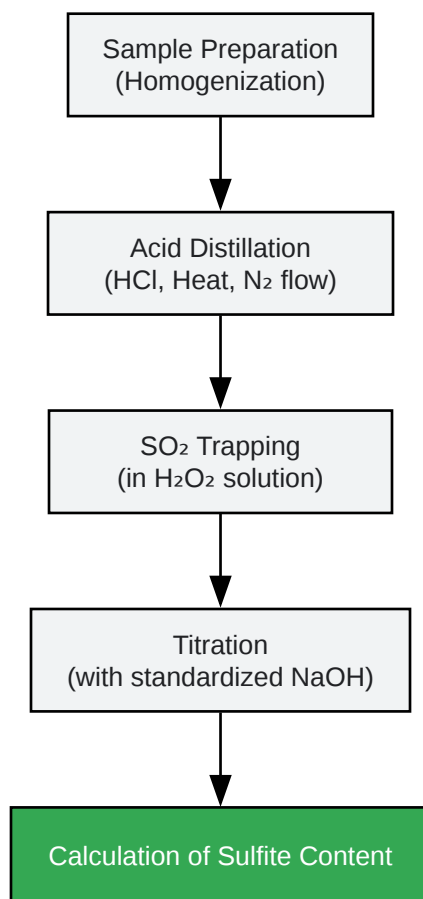 Sample Preparation
(Homogenization)
Acid Distillation
(HCl, Heat, N₂ flow)
SO₂ Trapping
(in H₂O₂ solution)
Titration
(with standardized NaOH)
Calculation of Sulfite Content